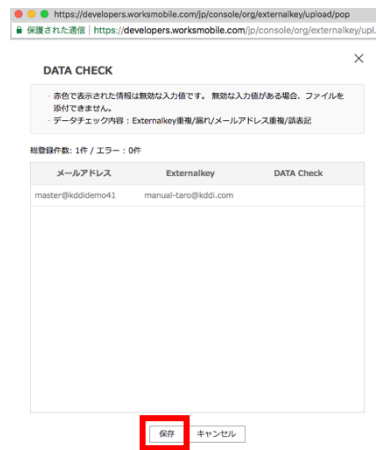 https://developers.worksmobile.com/jp/console/org/externalkey/upload/pop
保護された通信 | https://developers.worksmobile.com/jp/console/org/externalkey/upl.
DATA CHECK
· 赤色で表示された情報は無効な入力値です。 無効な入力値がある場合、ファイルを
添付できません。
· データチェック内容：Externalkey重複/漏れ/メールアドレス重複/誤表記
総登録件数: 1件 / エラー : 0件
メールアドレス Externalkey DATA Check
master@kddidemo41 manual-taro@kddi.com
保存 キャンセル